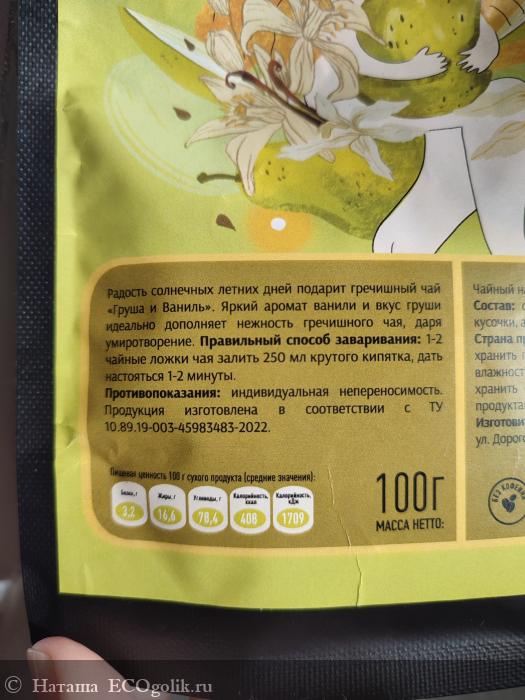 Радость солнечных летних дней подарит гречишный чай
«Груша и Ваниль». Яркий аромат ванили и вкус груши
идеально дополняет нежность гречишного чая, даря
умиротворение. Правильный способ заваривания: 1-2
чайные ложки чая залить 250 мл крутого кипятка, дать
настояться 1-2 минуты.
Противопоказания: индивидуальная непереносимость.
Продукция изготовлена в соответствии с ТУ
10.89.19-003-45983483-2022.
Пищевая ценность 100 г сухого продукта (средние значения):
Белки, г
3,2
Жиры, г
16,6
Углеводы, г
78,4
Калорийность, ккал
408
Калорийность, кДж
1709
100г
МАССА НЕТТО:
Чайный
Состав:
кусочки,
Страна
хранить
влажност
хранить
продукта
Изготови
ул. Дорог
БЕЗ КОФЕИН
© Наташа ECOgolik.ru